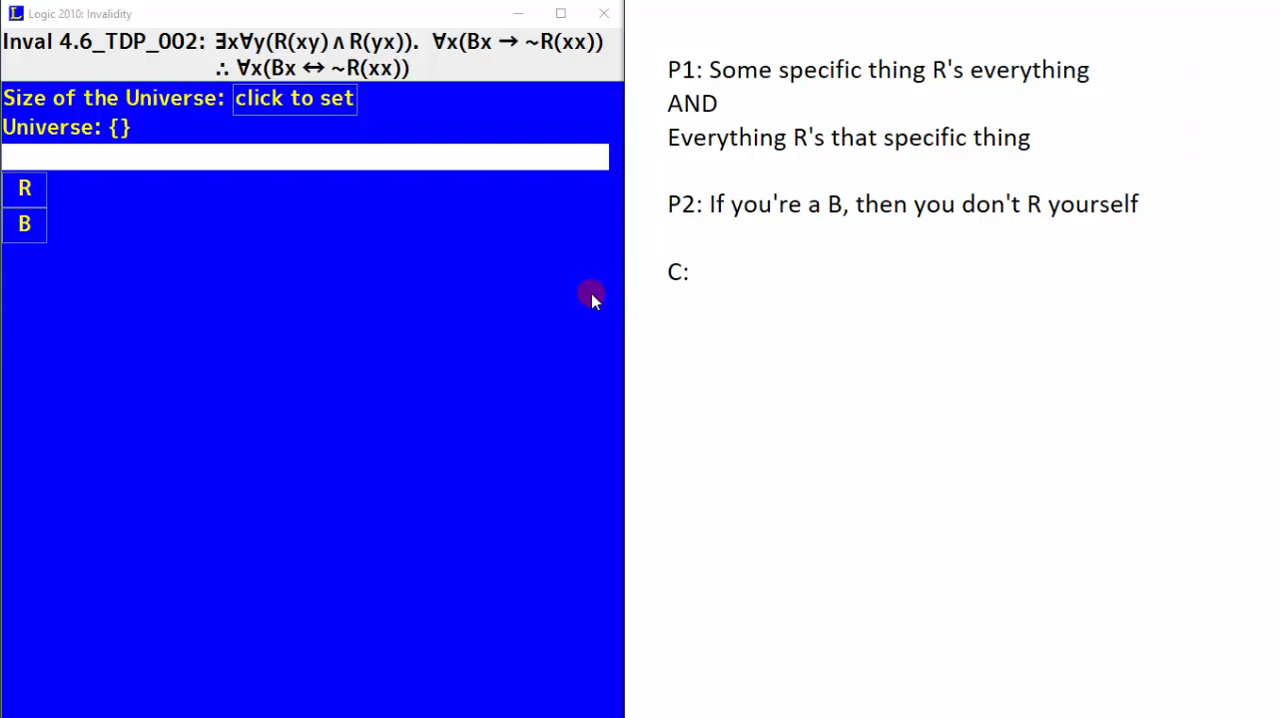 Logic 2010: Invalidity
Inval 4.6_TDP_002: ∃x∀y(R(xy) ∧ R(yx)). ∀x(Bx → ~R(xx))
∴ ∀x(Bx ↔ ~R(xx))
Size of the Universe: click to set
Universe: {}
R
B
P1: Some specific thing R's everything
AND
Everything R's that specific thing
P2: If you're a B, then you don't R yourself
C: